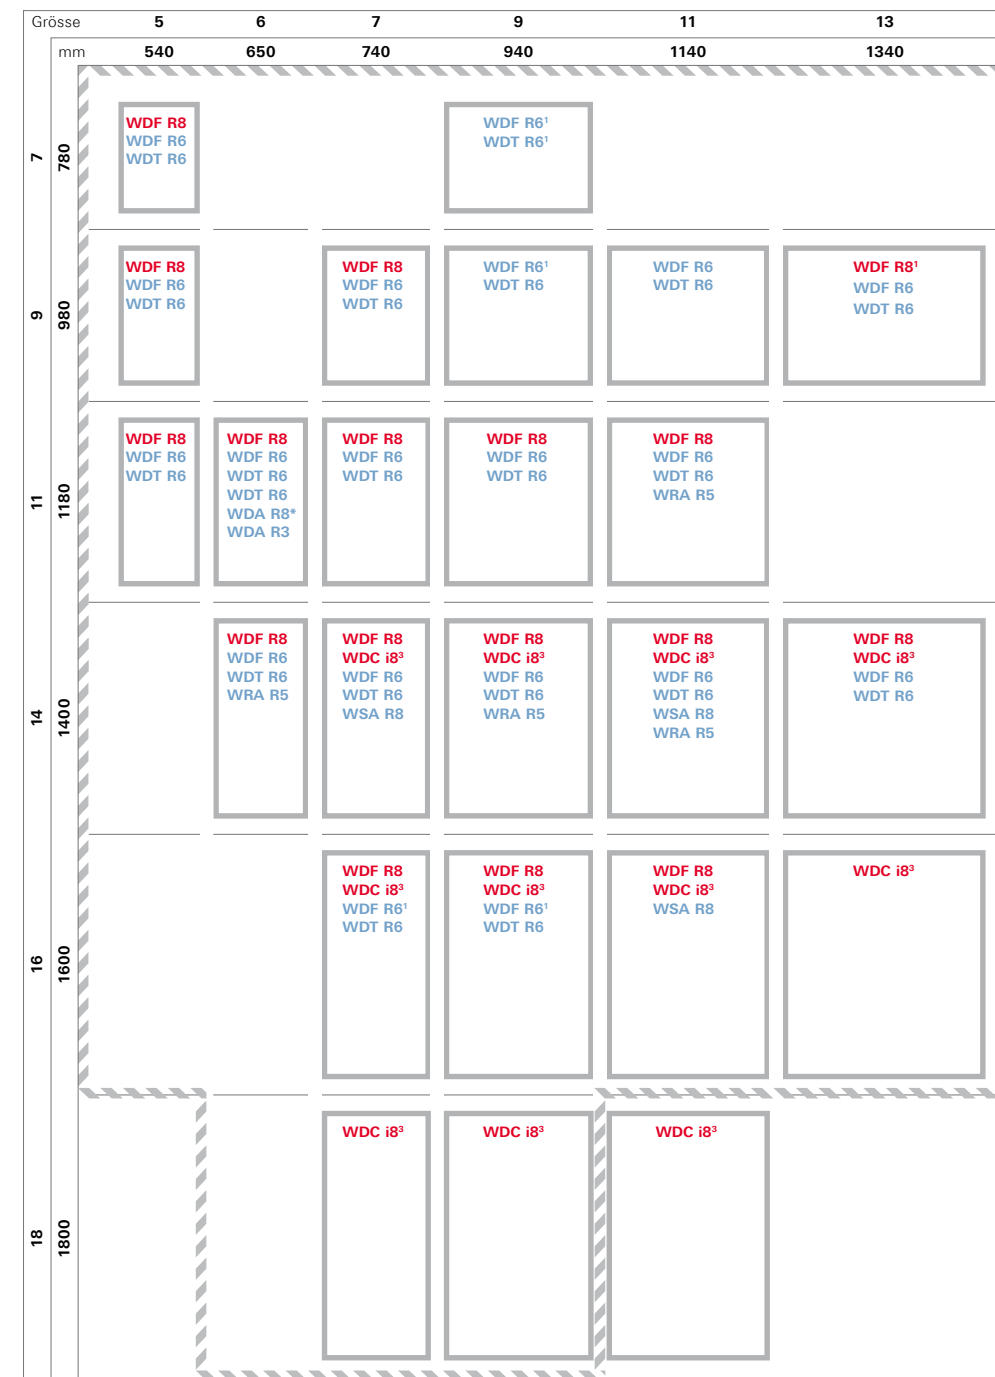 Grösse 5 6 7 9 11 13
mm 540 650 740 940 1140 1340
7 780
WDF R8
WDF R6
WDT R6
WDF R6¹
WDT R6¹
9 980
WDF R8
WDF R6
WDT R6
WDF R8
WDF R6
WDT R6
WDF R6¹
WDT R6
WDF R6
WDT R6
WDF R8¹
WDF R6
WDT R6
11 1180
WDF R8
WDF R6
WDT R6
WDF R8
WDF R6
WDT R6
WDT R6
WDA R8*
WDA R3
WDF R8
WDF R6
WDT R6
WDF R8
WDF R6
WDT R6
WDF R8
WDF R6
WDT R6
WRA R5
14 1400
WDF R8
WDF R6
WDT R6
WRA R5
WDF R8
WDC i8³
WDF R6
WDT R6
WSA R8
WDF R8
WDC i8³
WDF R6
WDT R6
WRA R5
WDF R8
WDC i8³
WDF R6
WDT R6
WSA R8
WRA R5
WDF R8
WDC i8³
WDF R6
WDT R6
16 1600
WDF R8
WDC i8³
WDF R6¹
WDT R6
WDF R8
WDC i8³
WDF R6¹
WDT R6
WDF R8
WDC i8³
WSA R8
WDC i8³
18 1800
WDC i8³
WDC i8³
WDC i8³